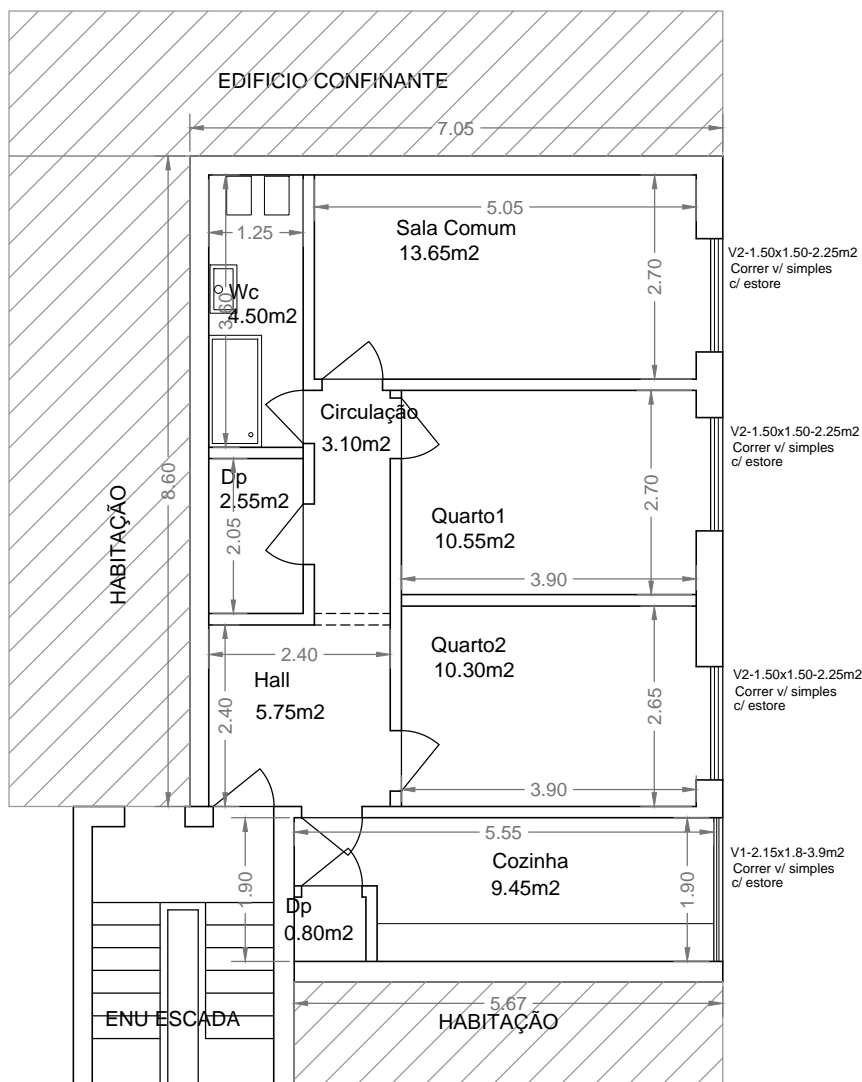 EDIFICIO CONFINANTE
7.05
5.05
Sala Comum
13.65m2
1.25
2.70
V2-1.50x1.50-2.25m2
Correr v/ simples
c/ estore
Wc
4.50m2
3.60
Circulação
3.10m2
V2-1.50x1.50-2.25m2
Correr v/ simples
c/ estore
8.60
Dp
2.55m2
2.05
2.70
Quarto1
10.55m2
HABITAÇÃO
3.90
Quarto2
10.30m2
2.40
Hall
5.75m2
2.40
2.65
V2-1.50x1.50-2.25m2
Correr v/ simples
c/ estore
3.90
5.55
Cozinha
9.45m2
1.90
1.90
V1-2.15x1.8-3.9m2
Correr v/ simples
c/ estore
Dp
0.80m2
5.67
ENU ESCADA
HABITAÇÃO